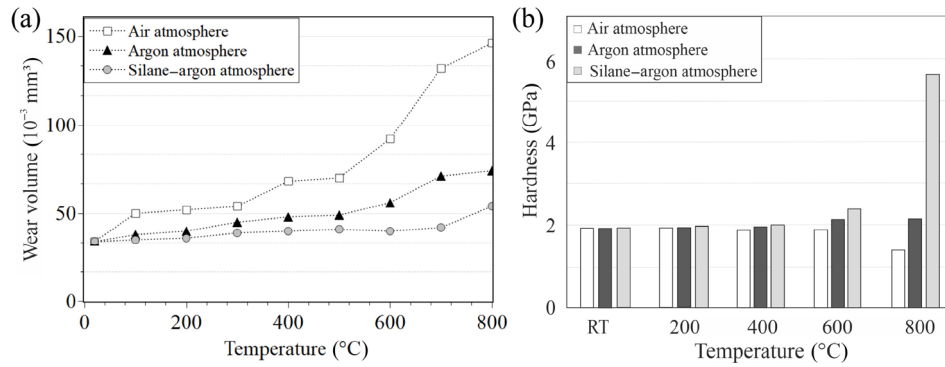 (a)
Air atmosphere
Argon atmosphere
Silane–argon atmosphere
150
100
50
0
Wear volume (10⁻³ mm³)
0 200 400 600 800
Temperature (°C)
(b)
Air atmosphere
Argon atmosphere
Silane–argon atmosphere
6
4
2
0
Hardness (GPa)
RT 200 400 600 800
Temperature (°C)